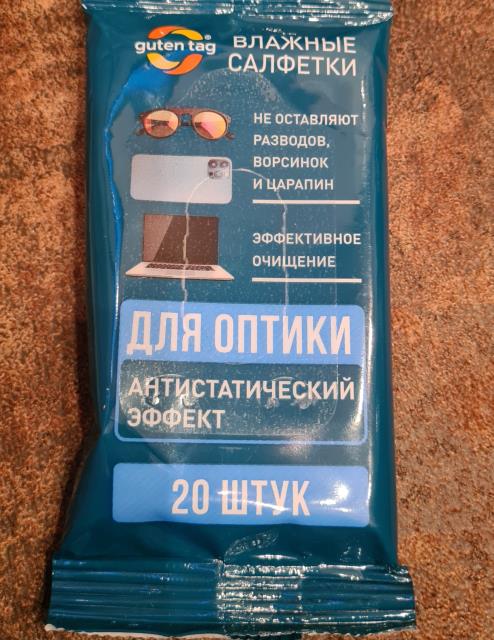 guten tag®
ВЛАЖНЫЕ
САЛФЕТКИ
НЕ ОСТАВЛЯЮТ
РАЗВОДОВ,
ВОРСИНОК
И ЦАРАПИН
ЭФФЕКТИВНОЕ
ОЧИЩЕНИЕ
ДЛЯ ОПТИКИ
АНТИСТАТИЧЕСКИЙ
ЭФФЕКТ
20 ШТУК